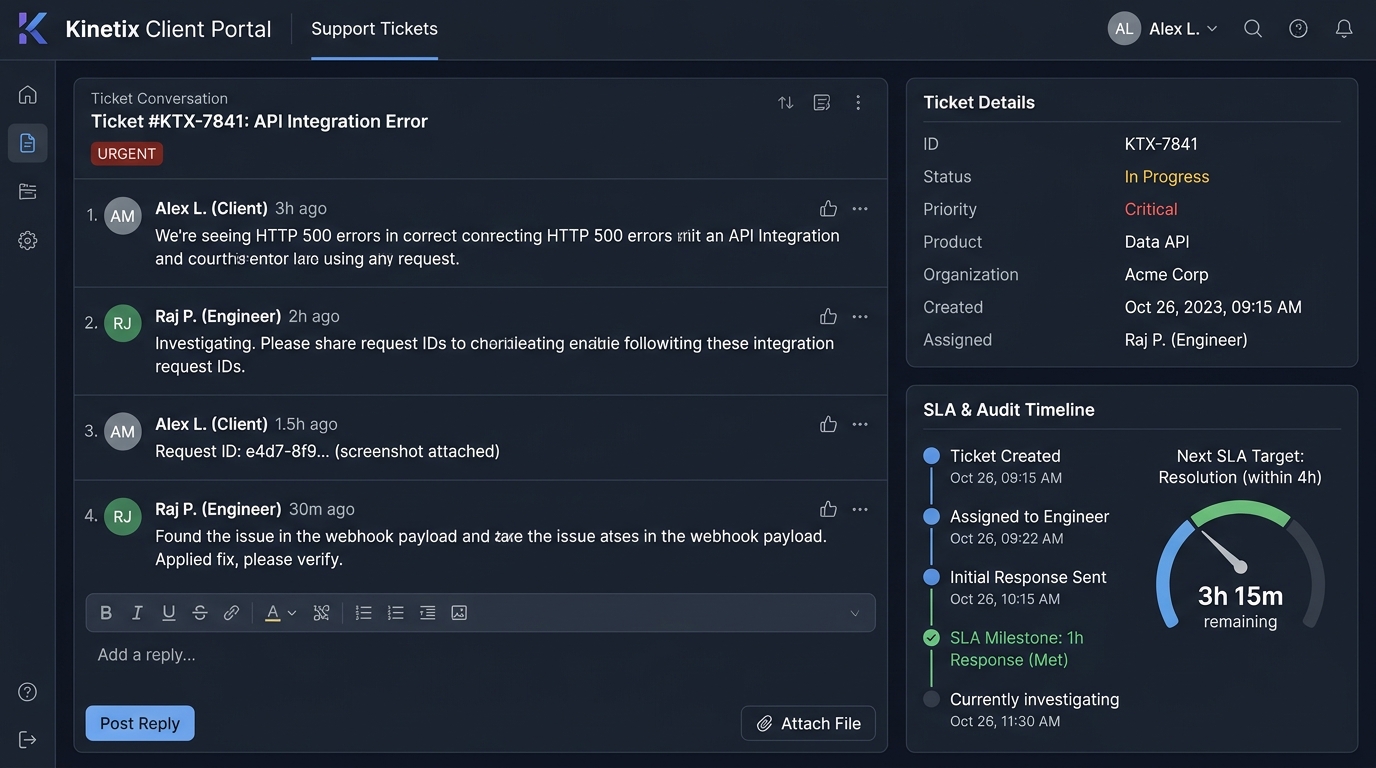 Kinetix Client Portal
Support Tickets
AL
Alex L.
Ticket Conversation
Ticket #KTX-7841: API Integration Error
URGENT
1.
AM
Alex L. (Client) 3h ago
We're seeing HTTP 500 errors in correct conrecting HTTP 500 errors an API Integration
and using any request.
2.
RJ
Raj P. (Engineer) 2h ago
Investigating. Please share request IDs to followiting these integration
request IDs.
3.
AM
Alex L. (Client) 1.5h ago
Request ID: e4d7-8f9... (screenshot attached)
4.
RJ
Raj P. (Engineer) 30m ago
Found the issue in the webhook payload and the issue atses in the webhook payload.
Applied fix, please verify.
B I U S A
Add a reply...
Post Reply
Attach File
Ticket Details
ID KTX-7841
Status In Progress
Priority Critical
Product Data API
Organization Acme Corp
Created Oct 26, 2023, 09:15 AM
Assigned Raj P. (Engineer)
SLA & Audit Timeline
Ticket Created
Oct 26, 09:15 AM
Assigned to Engineer
Oct 26, 09:22 AM
Initial Response Sent
Oct 26, 10:15 AM
SLA Milestone: 1h
Response (Met)
Currently investigating
Oct 26, 11:30 AM
Next SLA Target:
Resolution (within 4h)
3h 15m
remaining